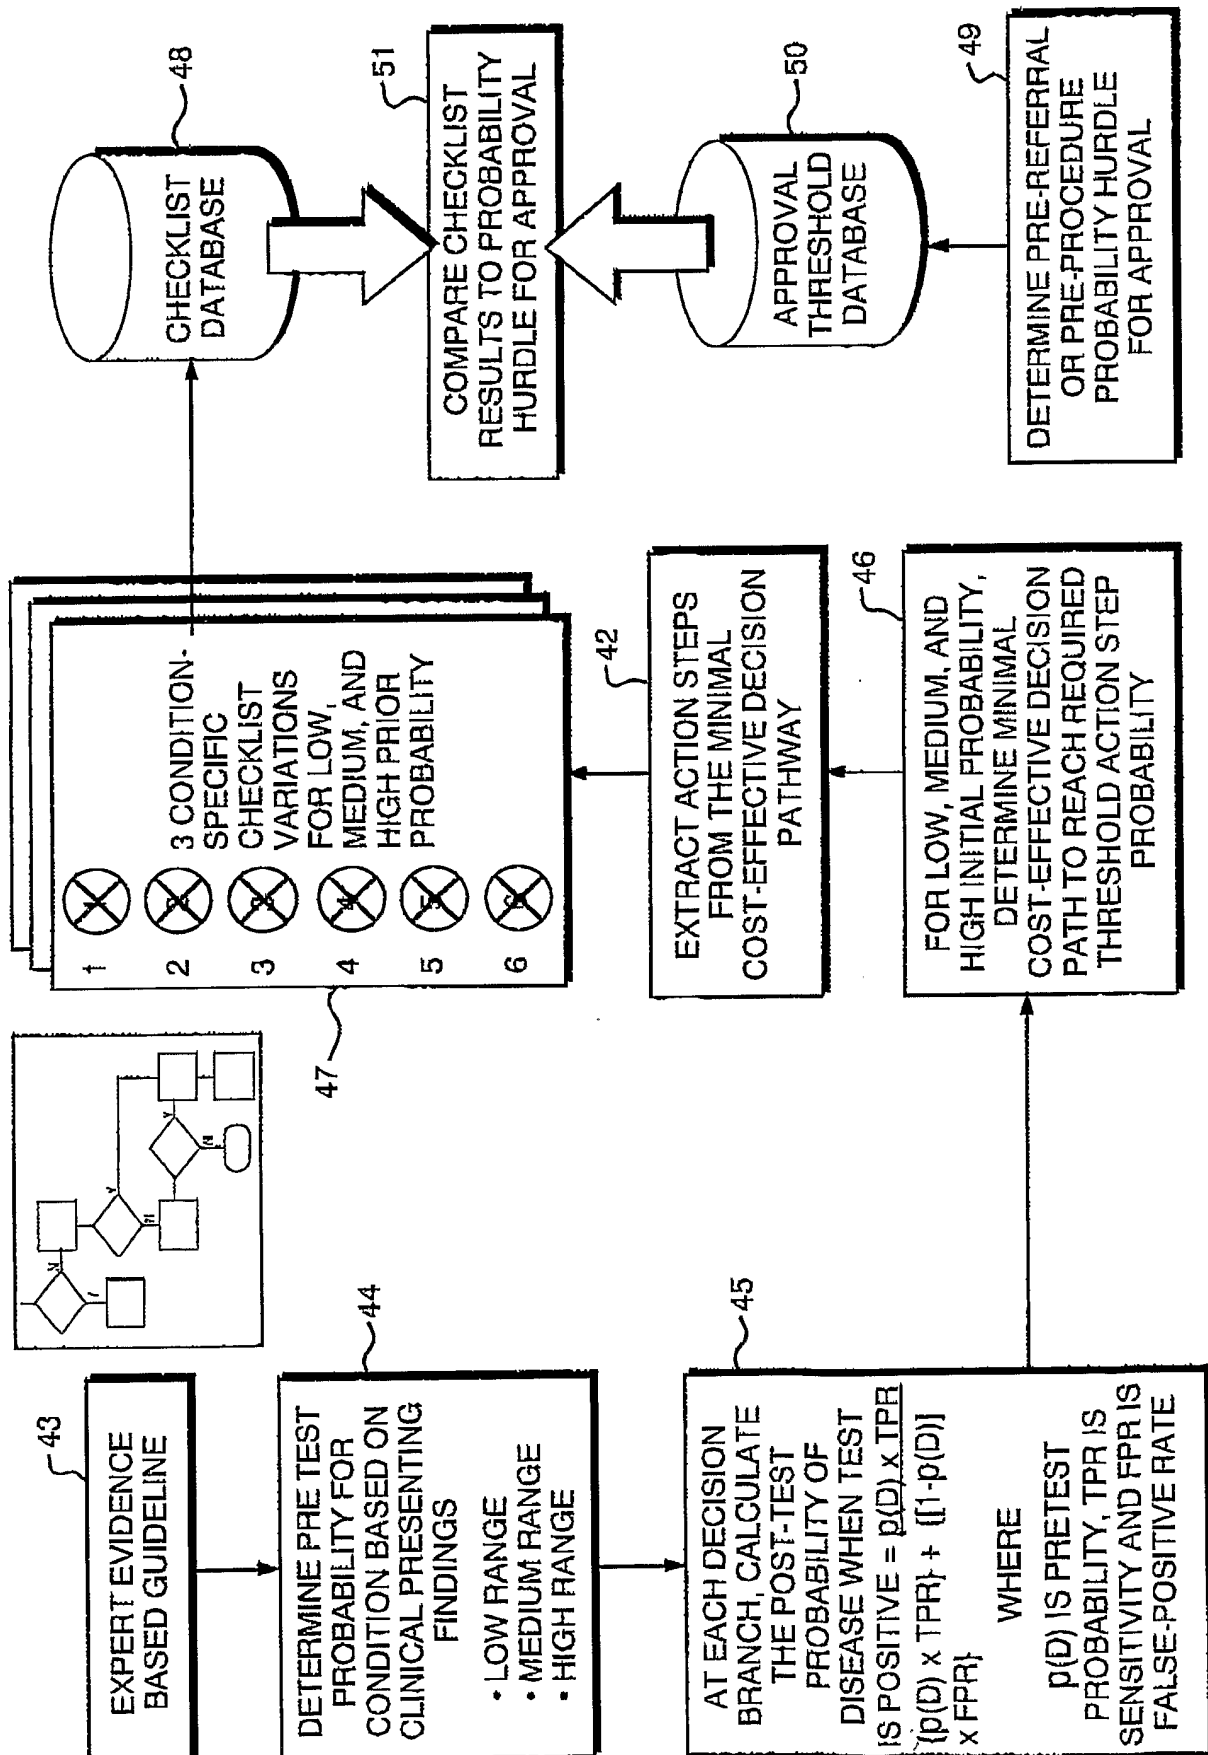 43
EXPERT EVIDENCE
BASED GUIDELINE
44
DETERMINE PRE TEST
PROBABILITY FOR
CONDITION BASED ON
CLINICAL PRESENTING
FINDINGS
• LOW RANGE
• MEDIUM RANGE
• HIGH RANGE
45
AT EACH DECISION
BRANCH, CALCULATE
THE POST-TEST
PROBABILITY OF
DISEASE WHEN TEST
IS POSITIVE = p(D) x TPR
{p(D) x TPR} + {[1-p(D)]
x FPR}
WHERE
p(D) IS PRETEST
PROBABILITY, TPR IS
SENSITIVITY AND FPR IS
FALSE-POSITIVE RATE
N
Y
Y
N
47
1 1
2 2
3 3
4 4
5 5
6 6
3 CONDITION-
SPECIFIC
CHECKLIST
VARIATIONS
FOR LOW,
MEDIUM, AND
HIGH PRIOR
PROBABILITY
42
EXTRACT ACTION STEPS
FROM THE MINIMAL
COST-EFFECTIVE DECISION
PATHWAY
46
FOR LOW, MEDIUM, AND
HIGH INITIAL PROBABILITY,
DETERMINE MINIMAL
COST-EFFECTIVE DECISION
PATH TO REACH REQUIRED
THRESHOLD ACTION STEP
PROBABILITY
48
CHECKLIST
DATABASE
51
COMPARE CHECKLIST
RESULTS TO PROBABILITY
HURDLE FOR APPROVAL
50
APPROVAL
THRESHOLD
DATABASE
49
DETERMINE PRE-REFERRAL
OR PRE-PROCEDURE
PROBABILITY HURDLE
FOR APPROVAL